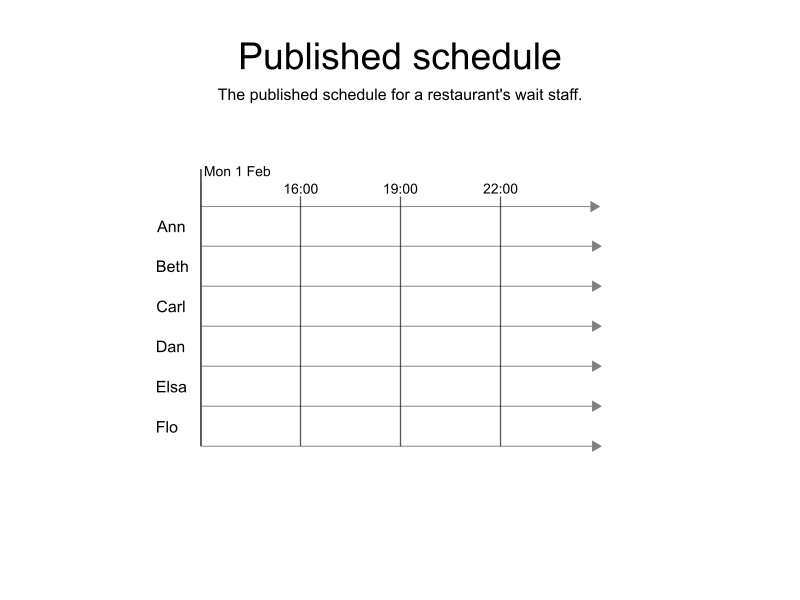 Published schedule
The published schedule for a restaurant's wait staff.
Mon 1 Feb
16:00 19:00 22:00
Ann
Beth
Carl
Dan
Elsa
Flo